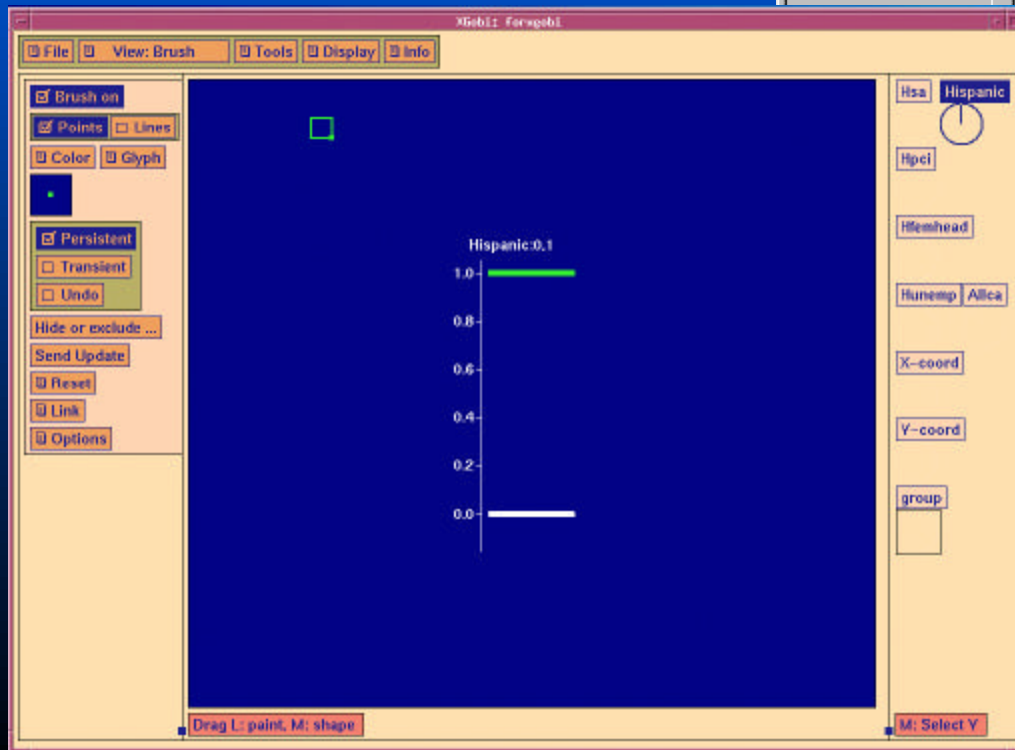 XGobi: forxgobi
File View: Brush Tools Display Info
Brush on
Points Lines
Color Glyph
Persistent
Transient
Undo
Hide or exclude ...
Send Update
Reset
Link
Options
Hispanic:0,1
1.0
0.8
0.6
0.4
0.2
0.0
Hsa Hispanic
Hpci
Hfemhead
Hunemp Allca
X-coord
Y-coord
group
Drag L: paint, M: shape
M: Select Y